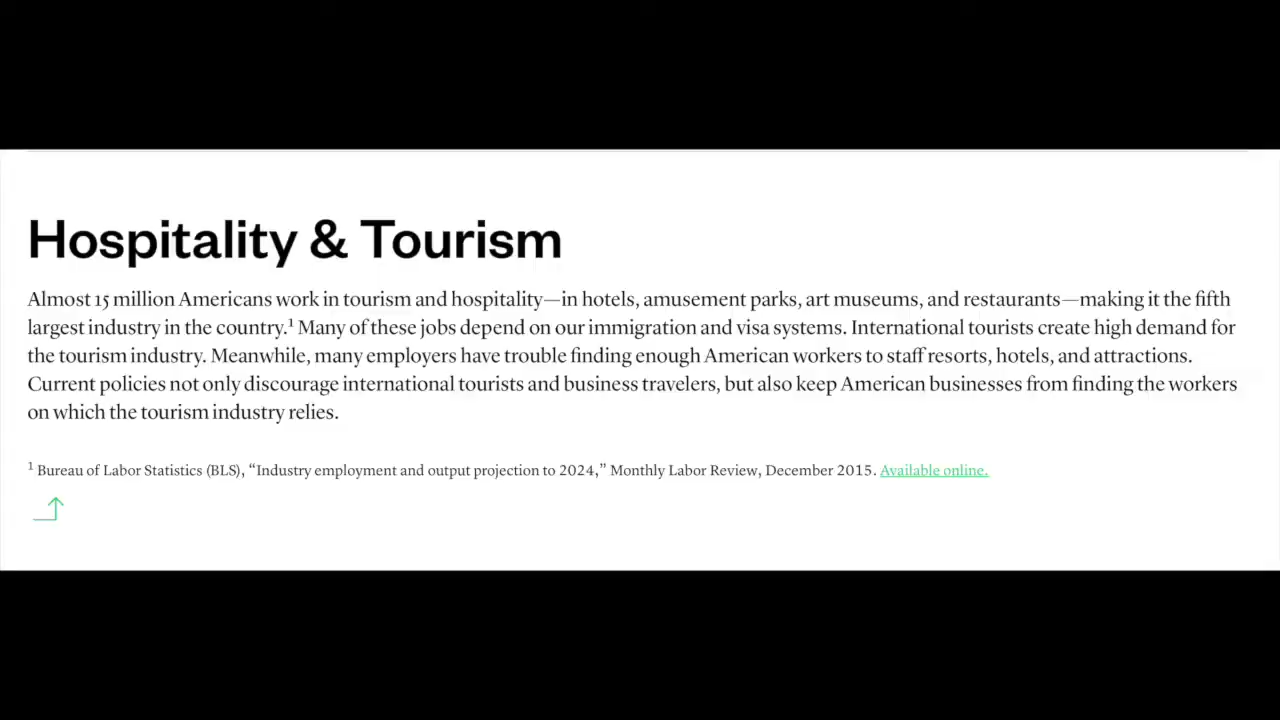 Hospitality & Tourism
Almost 15 million Americans work in tourism and hospitality—in hotels, amusement parks, art museums, and restaurants—making it the fifth
largest industry in the country.¹ Many of these jobs depend on our immigration and visa systems. International tourists create high demand for
the tourism industry. Meanwhile, many employers have trouble finding enough American workers to staff resorts, hotels, and attractions.
Current policies not only discourage international tourists and business travelers, but also keep American businesses from finding the workers
on which the tourism industry relies.
¹ Bureau of Labor Statistics (BLS), “Industry employment and output projection to 2024,” Monthly Labor Review, December 2015. Available online.